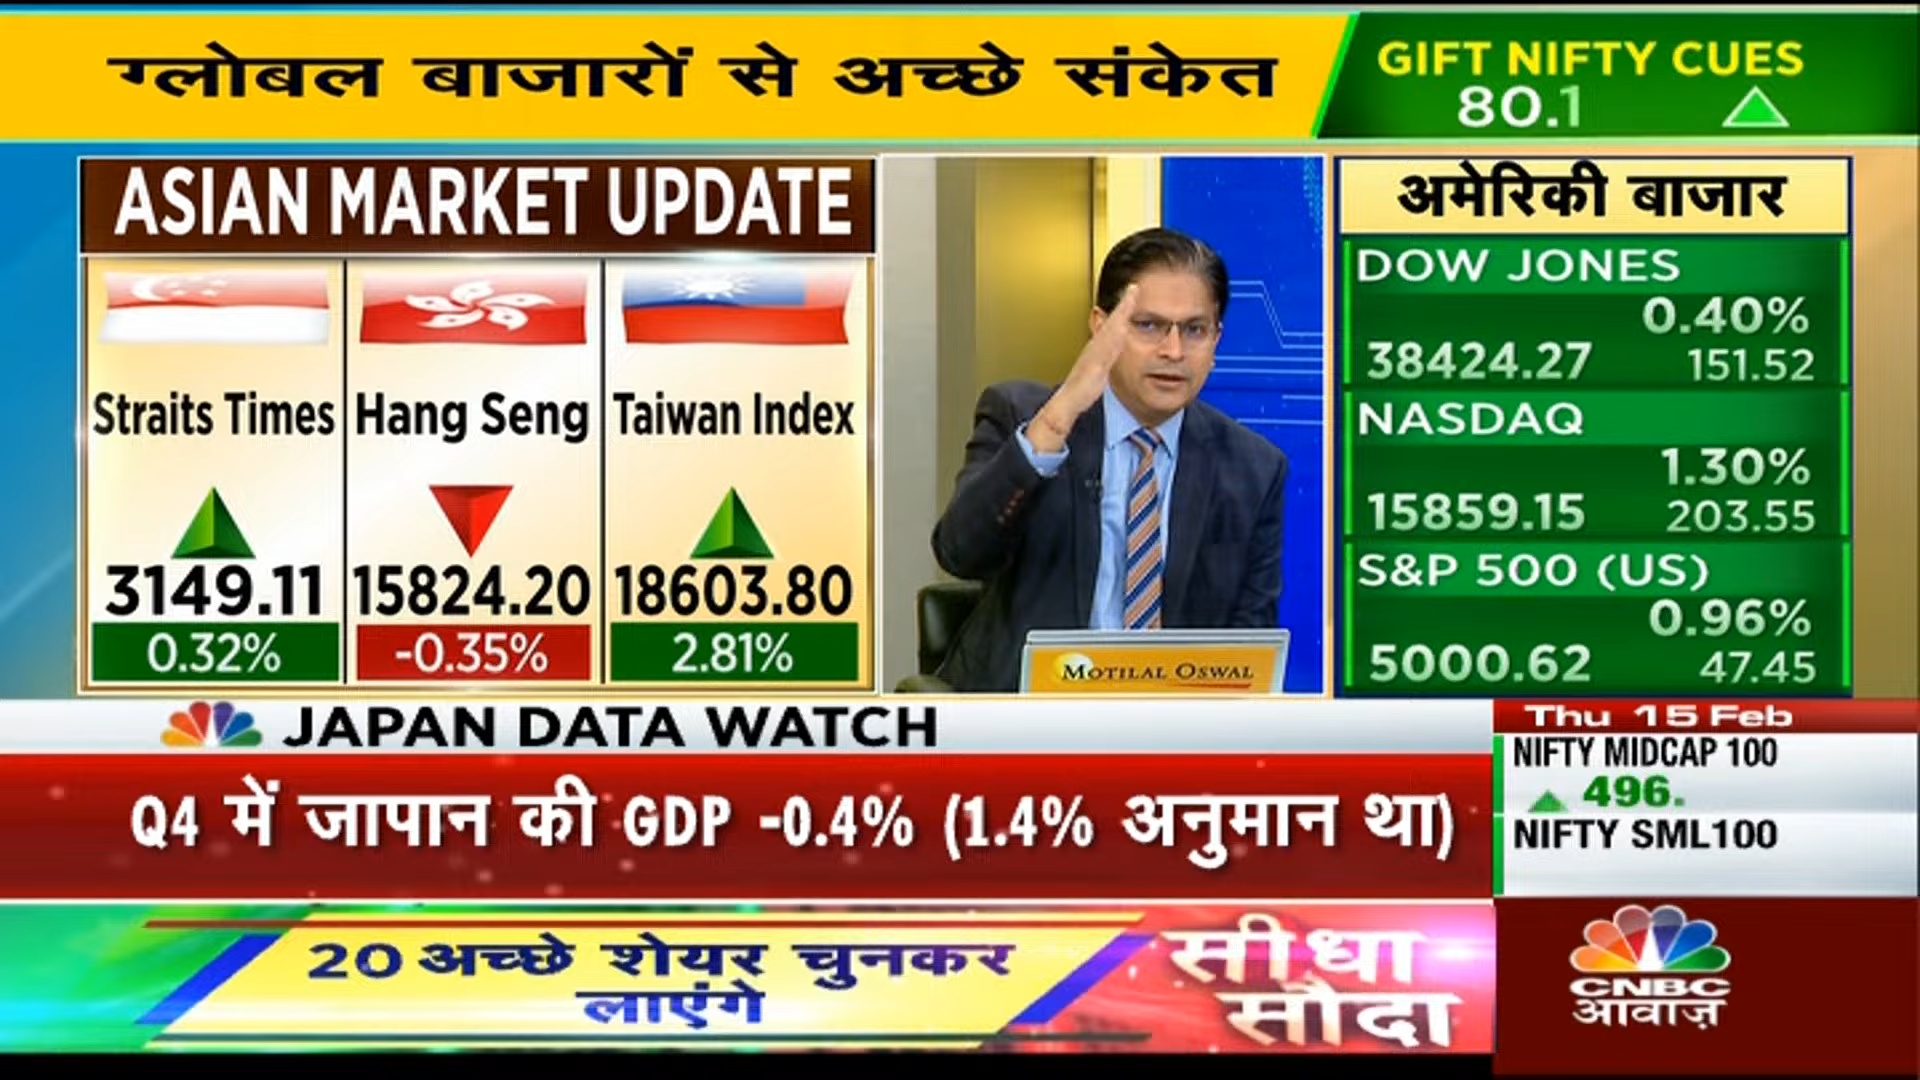 ग्लोबल बाजारों से अच्छे संकेत
GIFT NIFTY CUES
80.1
ASIAN MARKET UPDATE
Straits Times
3149.11
0.32%
Hang Seng
15824.20
-0.35%
Taiwan Index
18603.80
2.81%
MOTILAL OSWAL
अमेरिकी बाजार
DOW JONES
0.40%
38424.27 151.52
NASDAQ
1.30%
15859.15 203.55
S&P 500 (US)
0.96%
5000.62 47.45
JAPAN DATA WATCH
Q4 में जापान की GDP -0.4% (1.4% अनुमान था)
Thu 15 Feb
NIFTY MIDCAP 100
496.
NIFTY SML100
20 अच्छे शेयर चुनकर
लाएंगे
सीधा
सौदा
CNBC
आवाज़